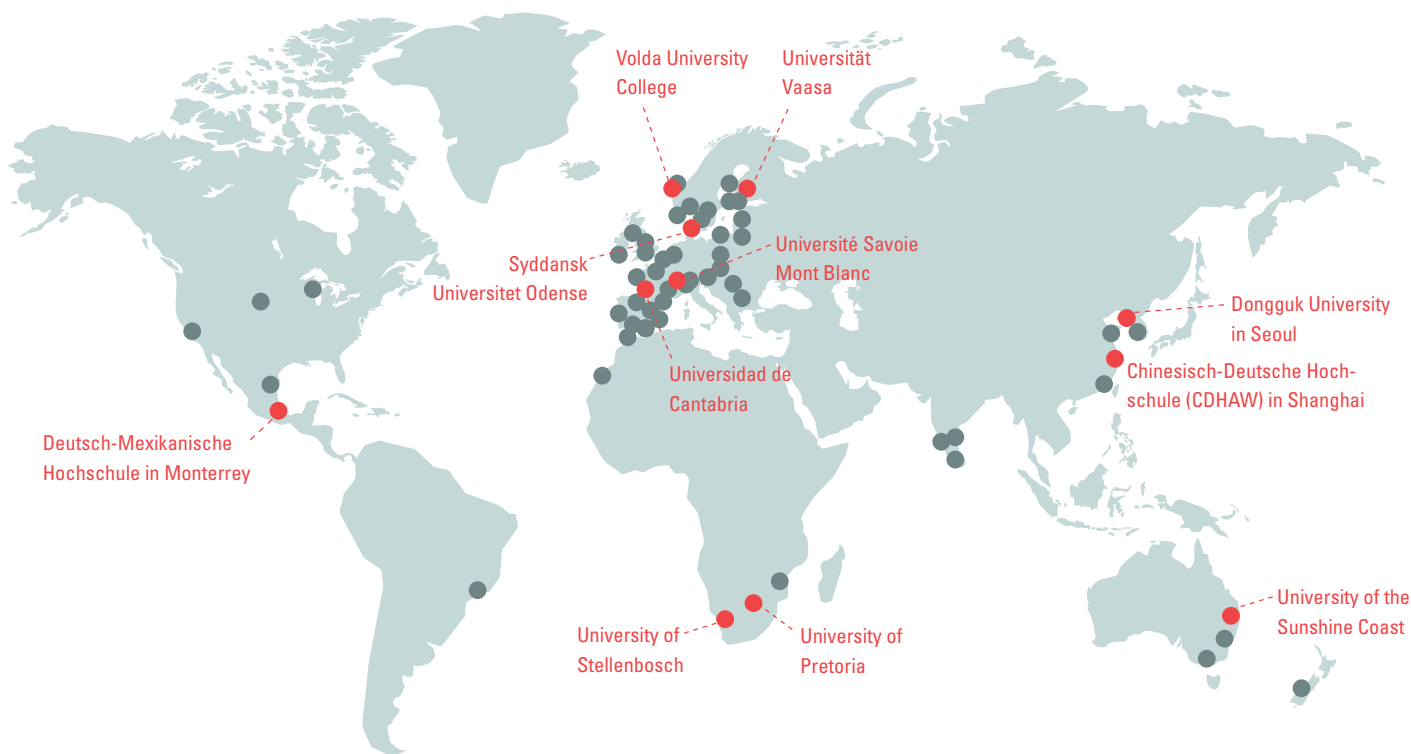 Volda University
College
Universität
Vaasa
Syddansk
Universitet Odense
Université Savoie
Mont Blanc
Dongguk University
in Seoul
Universidad de
Cantabria
Chinesisch-Deutsche Hoch-
schule (CDHAW) in Shanghai
Deutsch-Mexikanische
Hochschule in Monterrey
University of
Stellenbosch
University of
Pretoria
University of the
Sunshine Coast